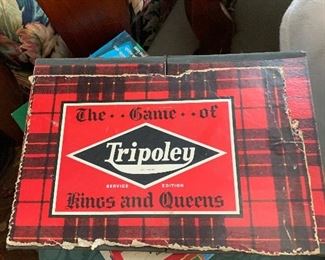 The · · Game · · of
Tripoley
SERVICE EDITION
Kings and Queens